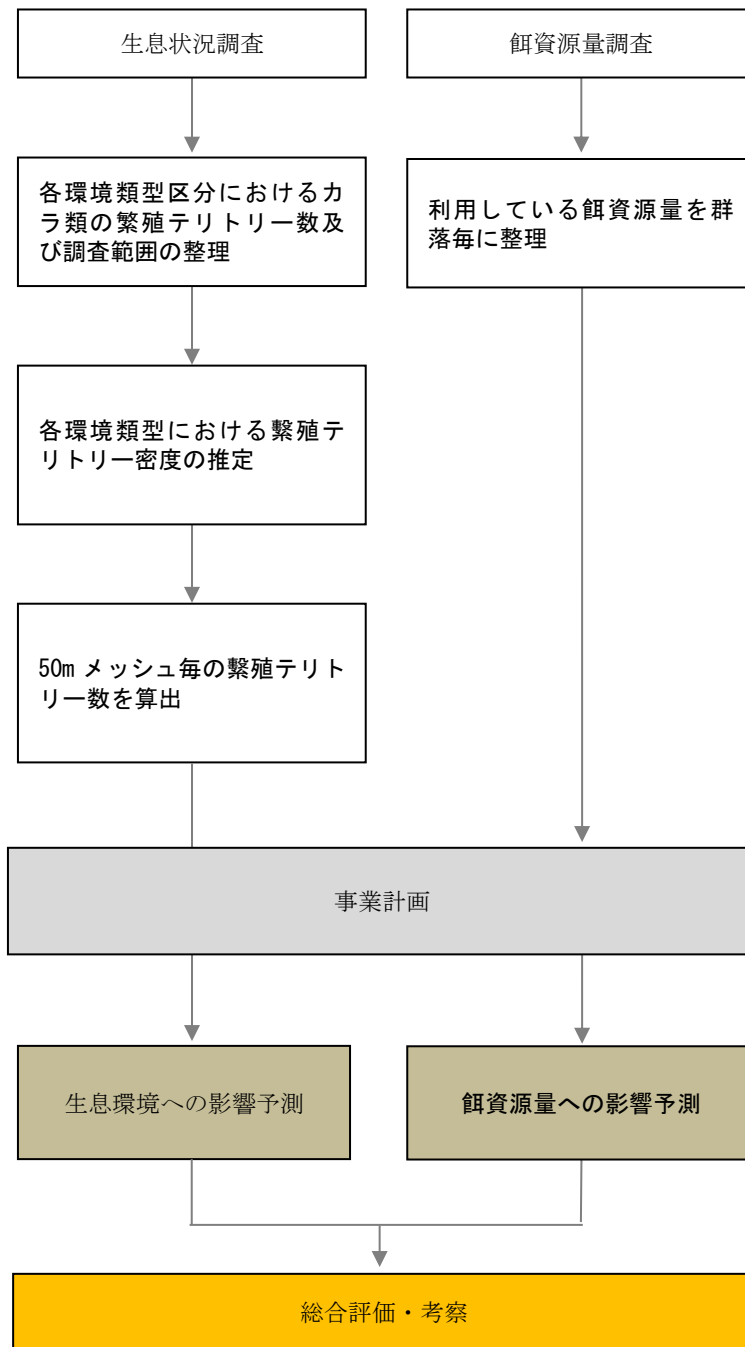 生息状況調査
餌資源量調査
各環境類型区分におけるカ
ラ類の繁殖テリトリー数及
び調査範囲の整理
利用している餌資源量を群
落毎に整理
各環境類型における繁殖テ
リトリー密度の推定
50m メッシュ毎の繁殖テリト
リー数を算出
事業計画
生息環境への影響予測
餌資源量への影響予測
総合評価・考察